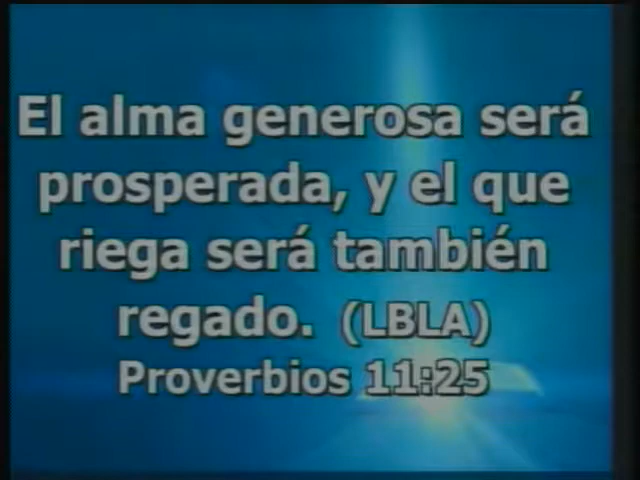 El alma generosa será
prosperada, y el que
riega será también
regado. (LBLA)
Proverbios 11:25